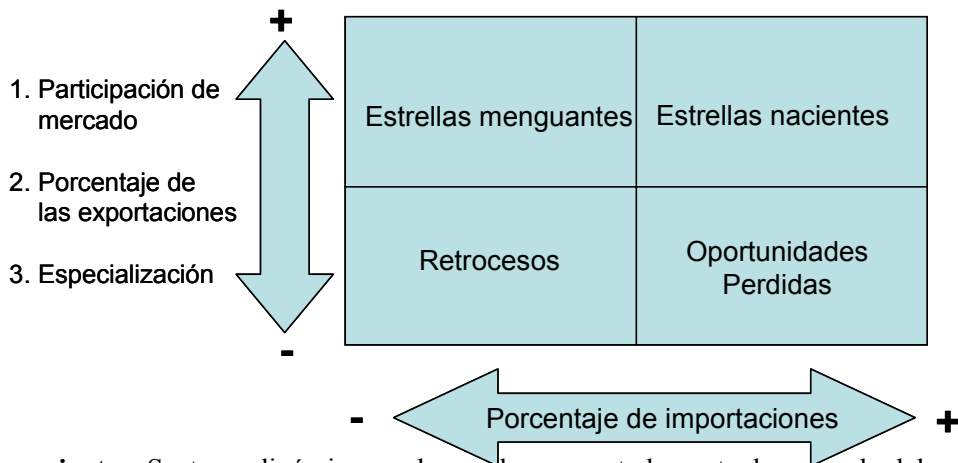 +
1. Participación de
mercado
2. Porcentaje de
las exportaciones
3. Especialización
-
Estrellas menguantes
Estrellas nacientes
Retrocesos
Oportunidades
Perdidas
- Porcentaje de importaciones +